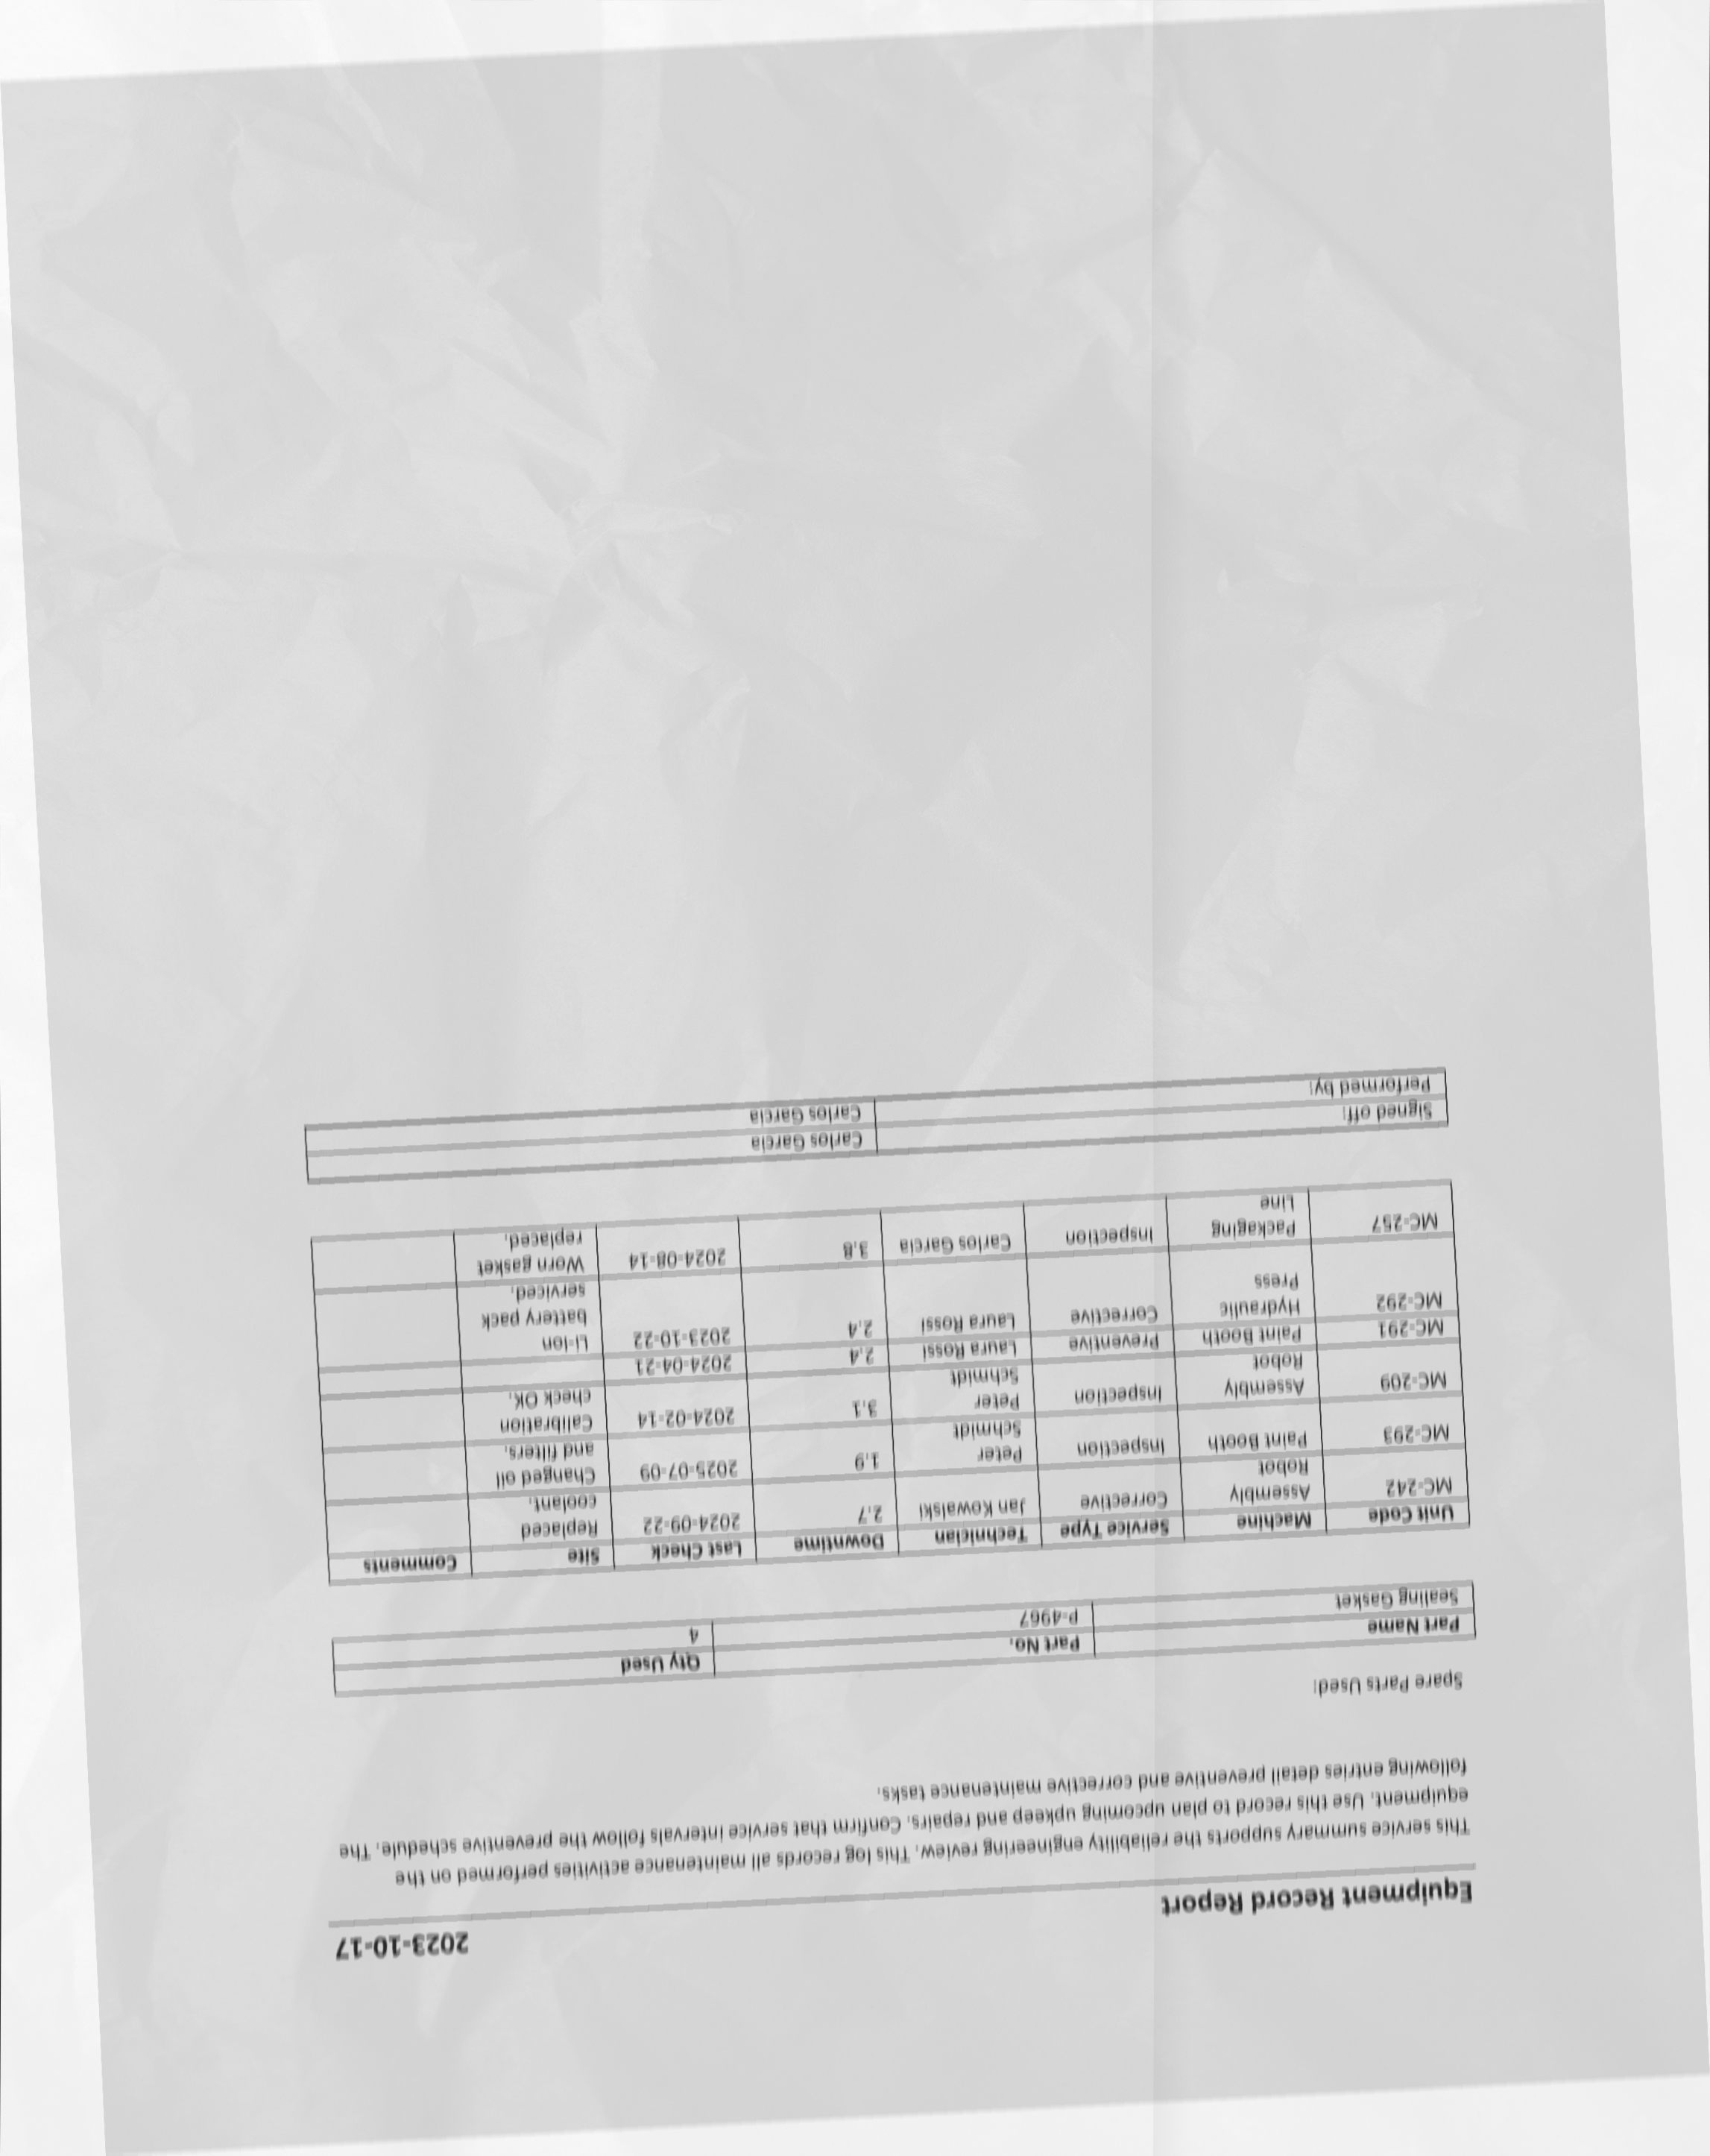 Equipment Record Report 2023-10-17
This service summary supports the reliability engineering review. This log records all maintenance activities performed on the
equipment. Use this record to plan upcoming upkeep and repairs. Confirm that service intervals follow the preventive schedule. The
following entries detail preventive and corrective maintenance tasks.
Spare Parts Used:
Part Name Part No. Qty Used
Sealing Gasket P-4967 4
Unit Code Machine Service Type Technician Downtime Last Check Site Comments
MC-242 Assembly Corrective Jan Kowalski 2.7 2024-09-22 Replaced
Robot coolant.
MC-293 Paint Booth Inspection Peter 1.9 2025-07-09 Changed oil
Schmidt and filters.
MC-209 Assembly Inspection Peter 3.1 2024-02-14 Calibration
Robot Schmidt check OK.
MC-291 Paint Booth Preventive Laura Rossi 2.4 2024-04-21
MC-292 Hydraulic Corrective Laura Rossi 2.4 2023-10-22 Li-Ion
Press battery pack
serviced.
MC-257 Packaging Inspection Carlos Garcia 3.8 2024-08-14 Worn gasket
Line replaced.
Signed off: Carlos Garcia
Performed by: Carlos Garcia